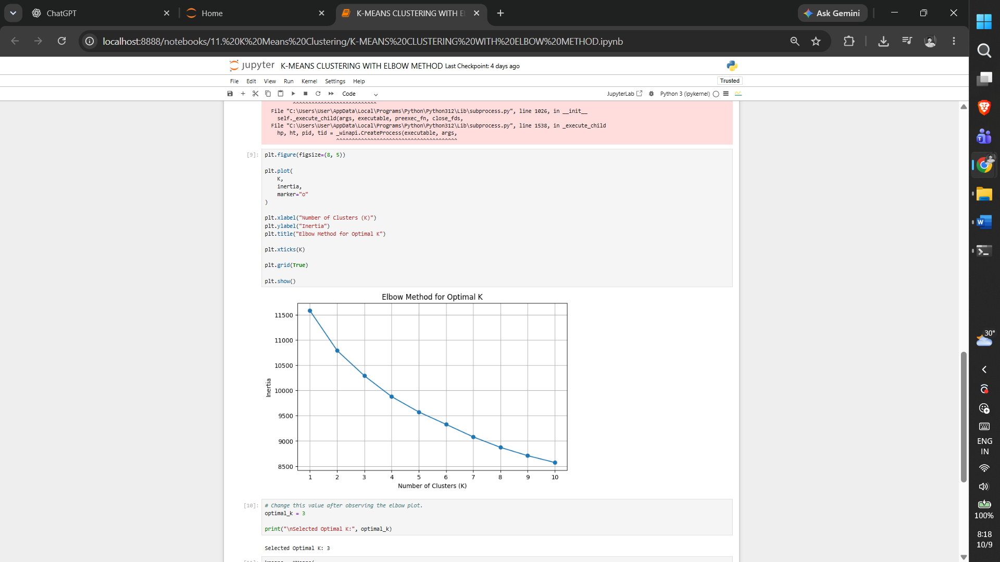 ChatGPT
Home
K-MEANS CLUSTERING WITH EL
Ask Gemini
localhost:8888/notebooks/11.%20K%20Means%20Clustering/K-MEANS%20CLUSTERING%20WITH%20ELBOW%20METHOD.ipynb
jupyter K-MEANS CLUSTERING WITH ELBOW METHOD Last Checkpoint: 4 days ago
File Edit View Run Kernel Settings Help
Trusted
Code
JupyterLab
Python 3 (ipykernel)
^^^^^^^^^^^^^^^^^^^^^^^^^^^
File "C:\Users\User\AppData\Local\Programs\Python\Python312\Lib\subprocess.py", line 1026, in __init__
self._execute_child(args, executable, preexec_fn, close_fds,
File "C:\Users\User\AppData\Local\Programs\Python\Python312\Lib\subprocess.py", line 1538, in _execute_child
hp, ht, pid, tid = _winapi.CreateProcess(executable, args,
^^^^^^^^^^^^^^^^^^^^^^^^^^^^^^^^^^^^^^^
[9]:
plt.figure(figsize=(8, 5))
plt.plot(
K,
inertia,
marker="o"
)
plt.xlabel("Number of Clusters (K)")
plt.ylabel("Inertia")
plt.title("Elbow Method for Optimal K")
plt.xticks(K)
plt.grid(True)
plt.show()
Elbow Method for Optimal K
11500
11000
10500
10000
9500
9000
8500
Inertia
1 2 3 4 5 6 7 8 9 10
Number of Clusters (K)
[10]:
# Change this value after observing the elbow plot.
optimal_k = 3
print("\nSelected Optimal K:", optimal_k)
Selected Optimal K: 3
30°
ENG
IN
100%
8:18
10/9